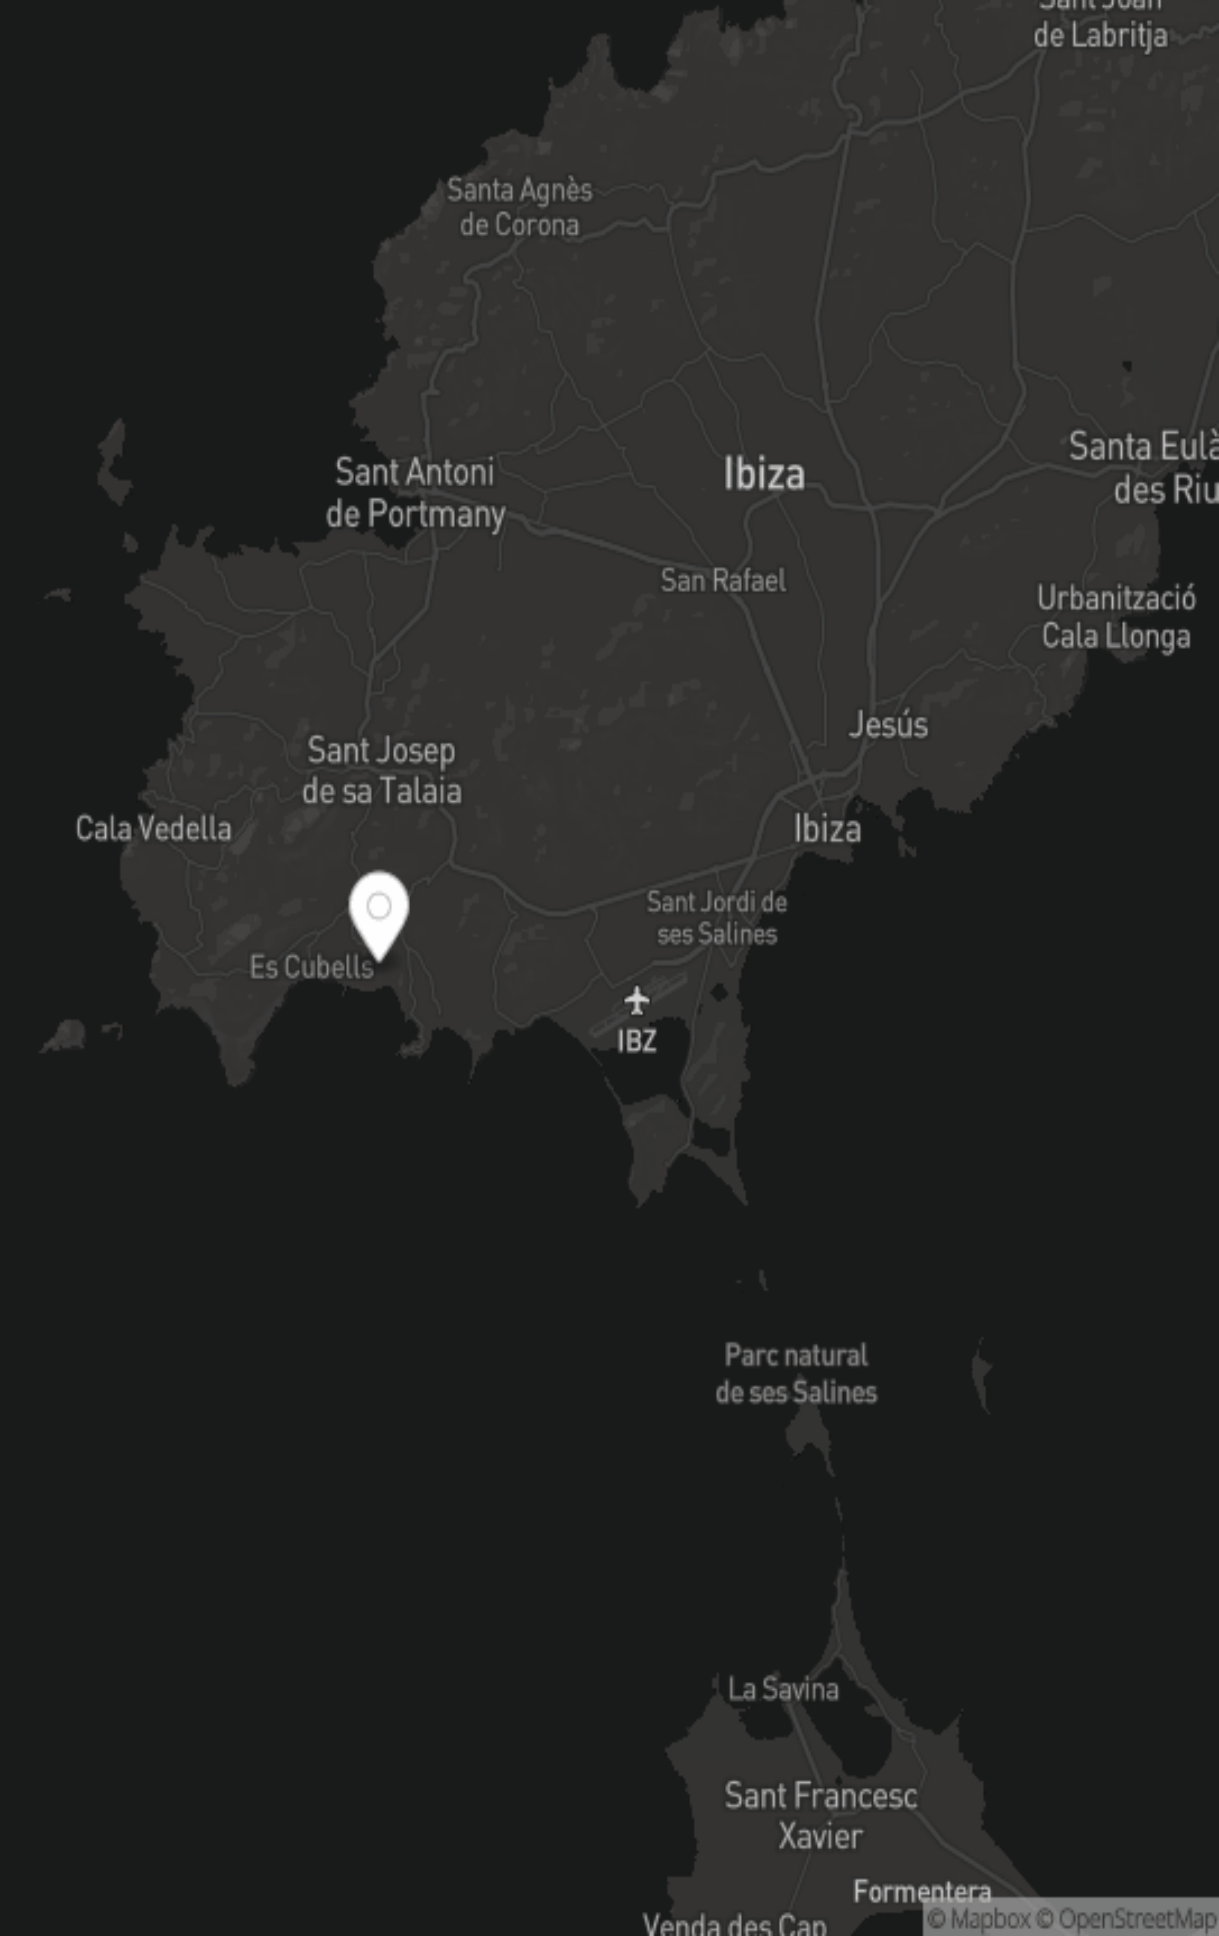 Sant Joan
de Labritja
Santa Agnès
de Corona
Sant Antoni
de Portmany
Ibiza
Santa Eulà
des Riu
San Rafael
Urbanització
Cala Llonga
Jesús
Sant Josep
de sa Talaia
Cala Vedella
Ibiza
Sant Jordi de
ses Salines
Es Cubells
IBZ
Parc natural
de ses Salines
La Savina
Sant Francesc
Xavier
Formentera
Venda des Cap
© Mapbox © OpenStreetMap